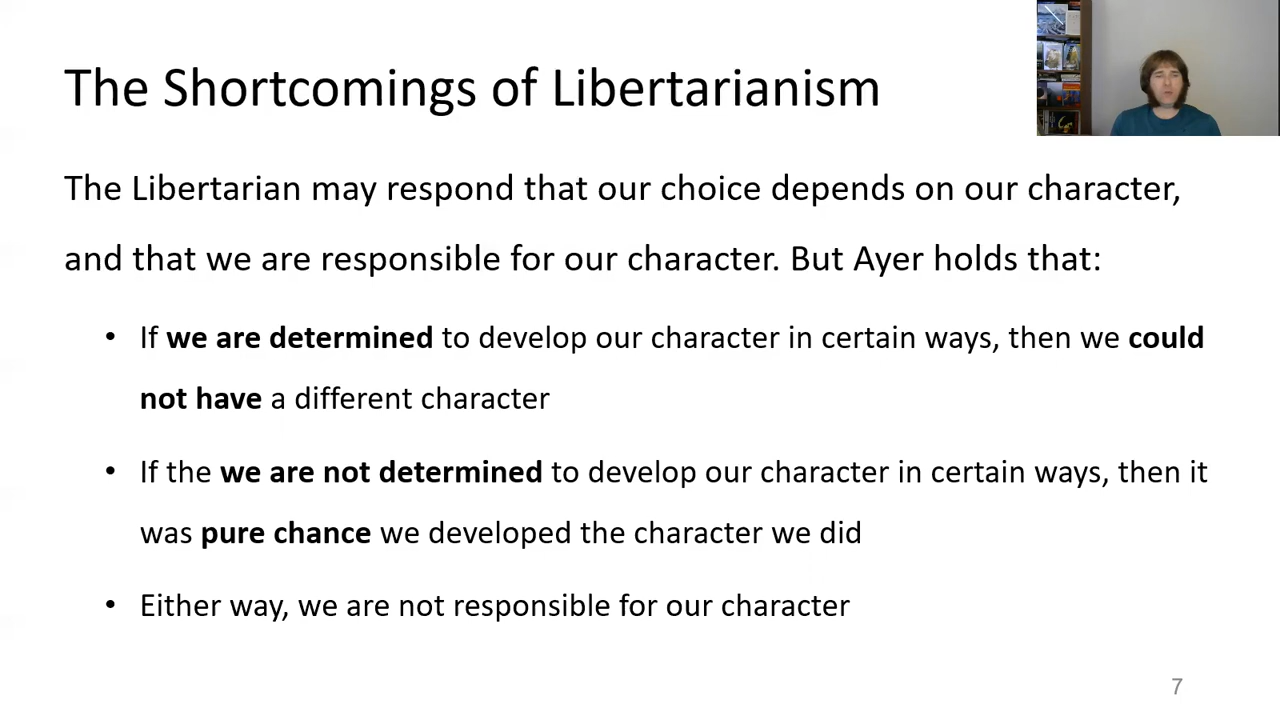 The Shortcomings of Libertarianism
The Libertarian may respond that our choice depends on our character,
and that we are responsible for our character. But Ayer holds that:
• If we are determined to develop our character in certain ways, then we could
not have a different character
• If the we are not determined to develop our character in certain ways, then it
was pure chance we developed the character we did
• Either way, we are not responsible for our character
7